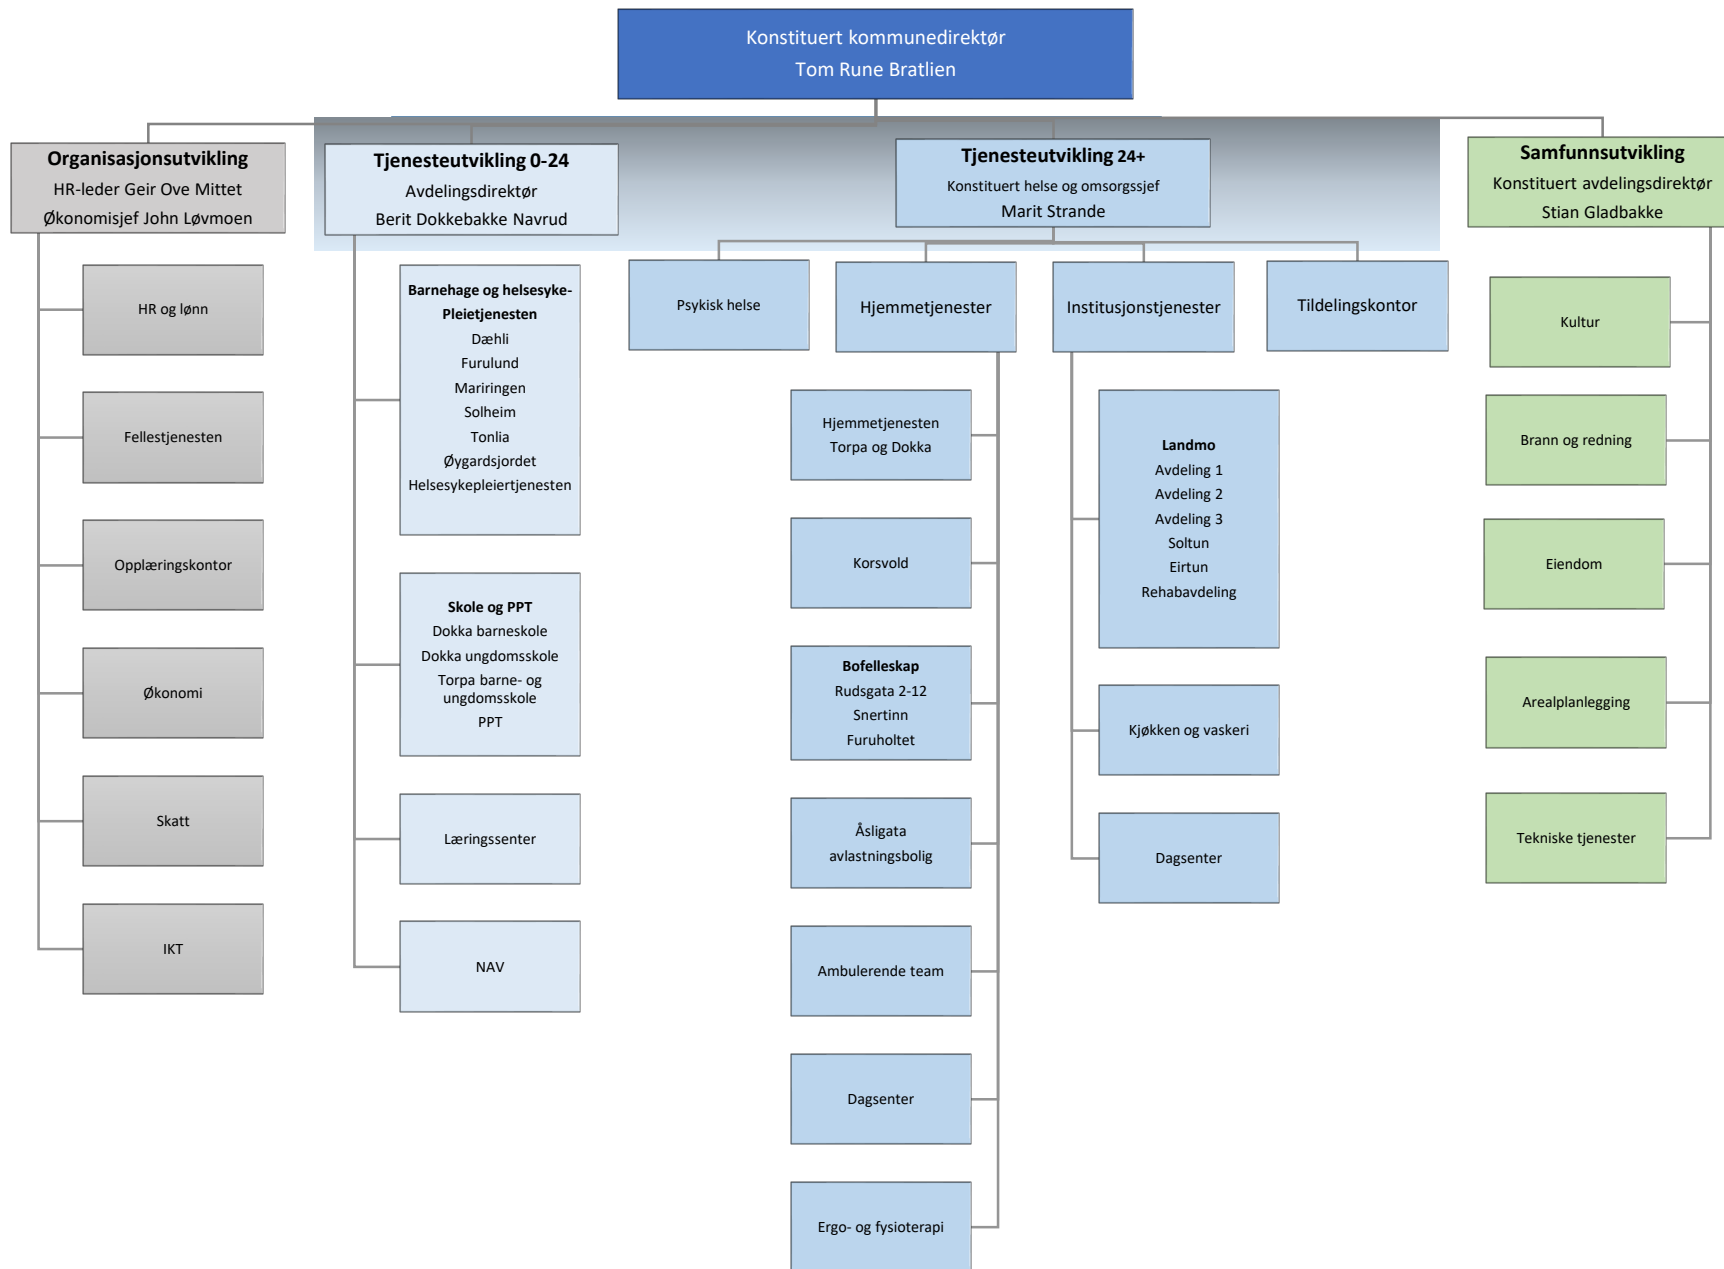 Konstituert kommunedirektør
Tom Rune Bratlien
Organisasjonsutvikling
HR-leder Geir Ove Mittet
Økonomisjef John Løvmoen
HR og lønn
Fellestjenesten
Opplæringskontor
Økonomi
Skatt
IKT
Tjenesteutvikling 0-24
Avdelingsdirektør
Berit Dokkebakke Navrud
Barnehage og helsesyke-
Pleietjenesten
Dæhli
Furulund
Mariringen
Solheim
Tonlia
Øygardsjordet
Helsesykepleiertjenesten
Skole og PPT
Dokka barneskole
Dokka ungdomsskole
Torpa barne- og
ungdomsskole
PPT
Læringssenter
NAV
Tjenesteutvikling 24+
Konstituert helse og omsorgssjef
Marit Strande
Psykisk helse
Hjemmetjenester
Hjemmetjenesten
Torpa og Dokka
Korsvold
Bofelleskap
Rudsgata 2-12
Snertinn
Furuholtet
Åsligata
avlastningsbolig
Ambulerende team
Dagsenter
Ergo- og fysioterapi
Institusjonstjenester
Landmo
Avdeling 1
Avdeling 2
Avdeling 3
Soltun
Eirtun
Rehabavdeling
Kjøkken og vaskeri
Dagsenter
Tildelingskontor
Samfunnsutvikling
Konstituert avdelingsdirektør
Stian Gladbakke
Kultur
Brann og redning
Eiendom
Arealplanlegging
Tekniske tjenester